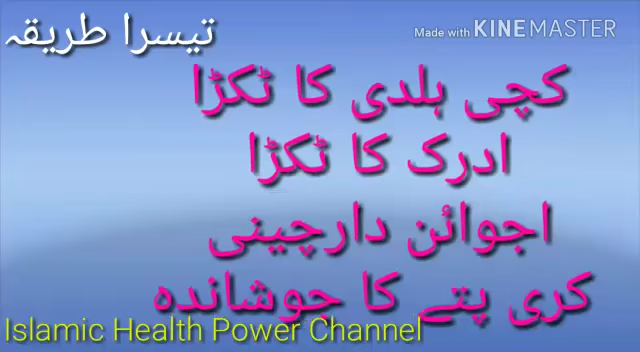 تیسرا طریقہ
Made with KINEMASTER
کچی ہلدی کا ٹکڑا
ادرک کا ٹکڑا
اجوائن دارچینی
کری پتے کا جوشاندہ
Islamic Health Power Channel